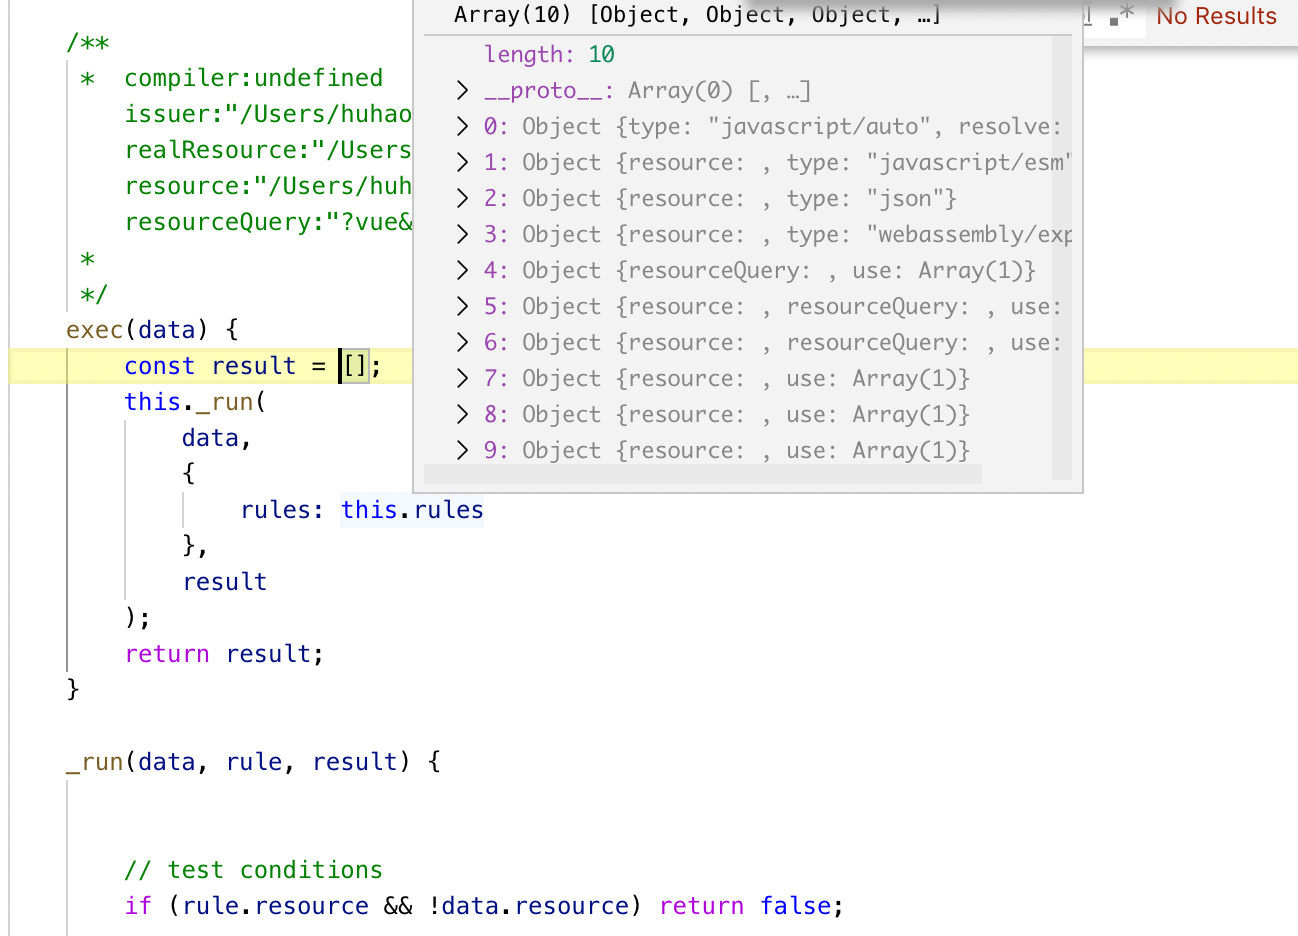 Array(10) [Object, Object, Object, …]
.* No Results
/**
length: 10
* compiler:undefined
__proto__: Array(0) [, …]
issuer:"/Users/huhao
0: Object {type: "javascript/auto", resolve:
realResource:"/Users
1: Object {resource: , type: "javascript/esm"
resource:"/Users/huh
2: Object {resource: , type: "json"}
resourceQuery:"?vue&
3: Object {resource: , type: "webassembly/exp
*
4: Object {resourceQuery: , use: Array(1)}
*/
5: Object {resource: , resourceQuery: , use:
exec(data) {
6: Object {resource: , resourceQuery: , use:
const result = [];
7: Object {resource: , use: Array(1)}
this._run(
8: Object {resource: , use: Array(1)}
data,
9: Object {resource: , use: Array(1)}
{
rules: this.rules
},
result
);
return result;
}
_run(data, rule, result) {
// test conditions
if (rule.resource && !data.resource) return false;